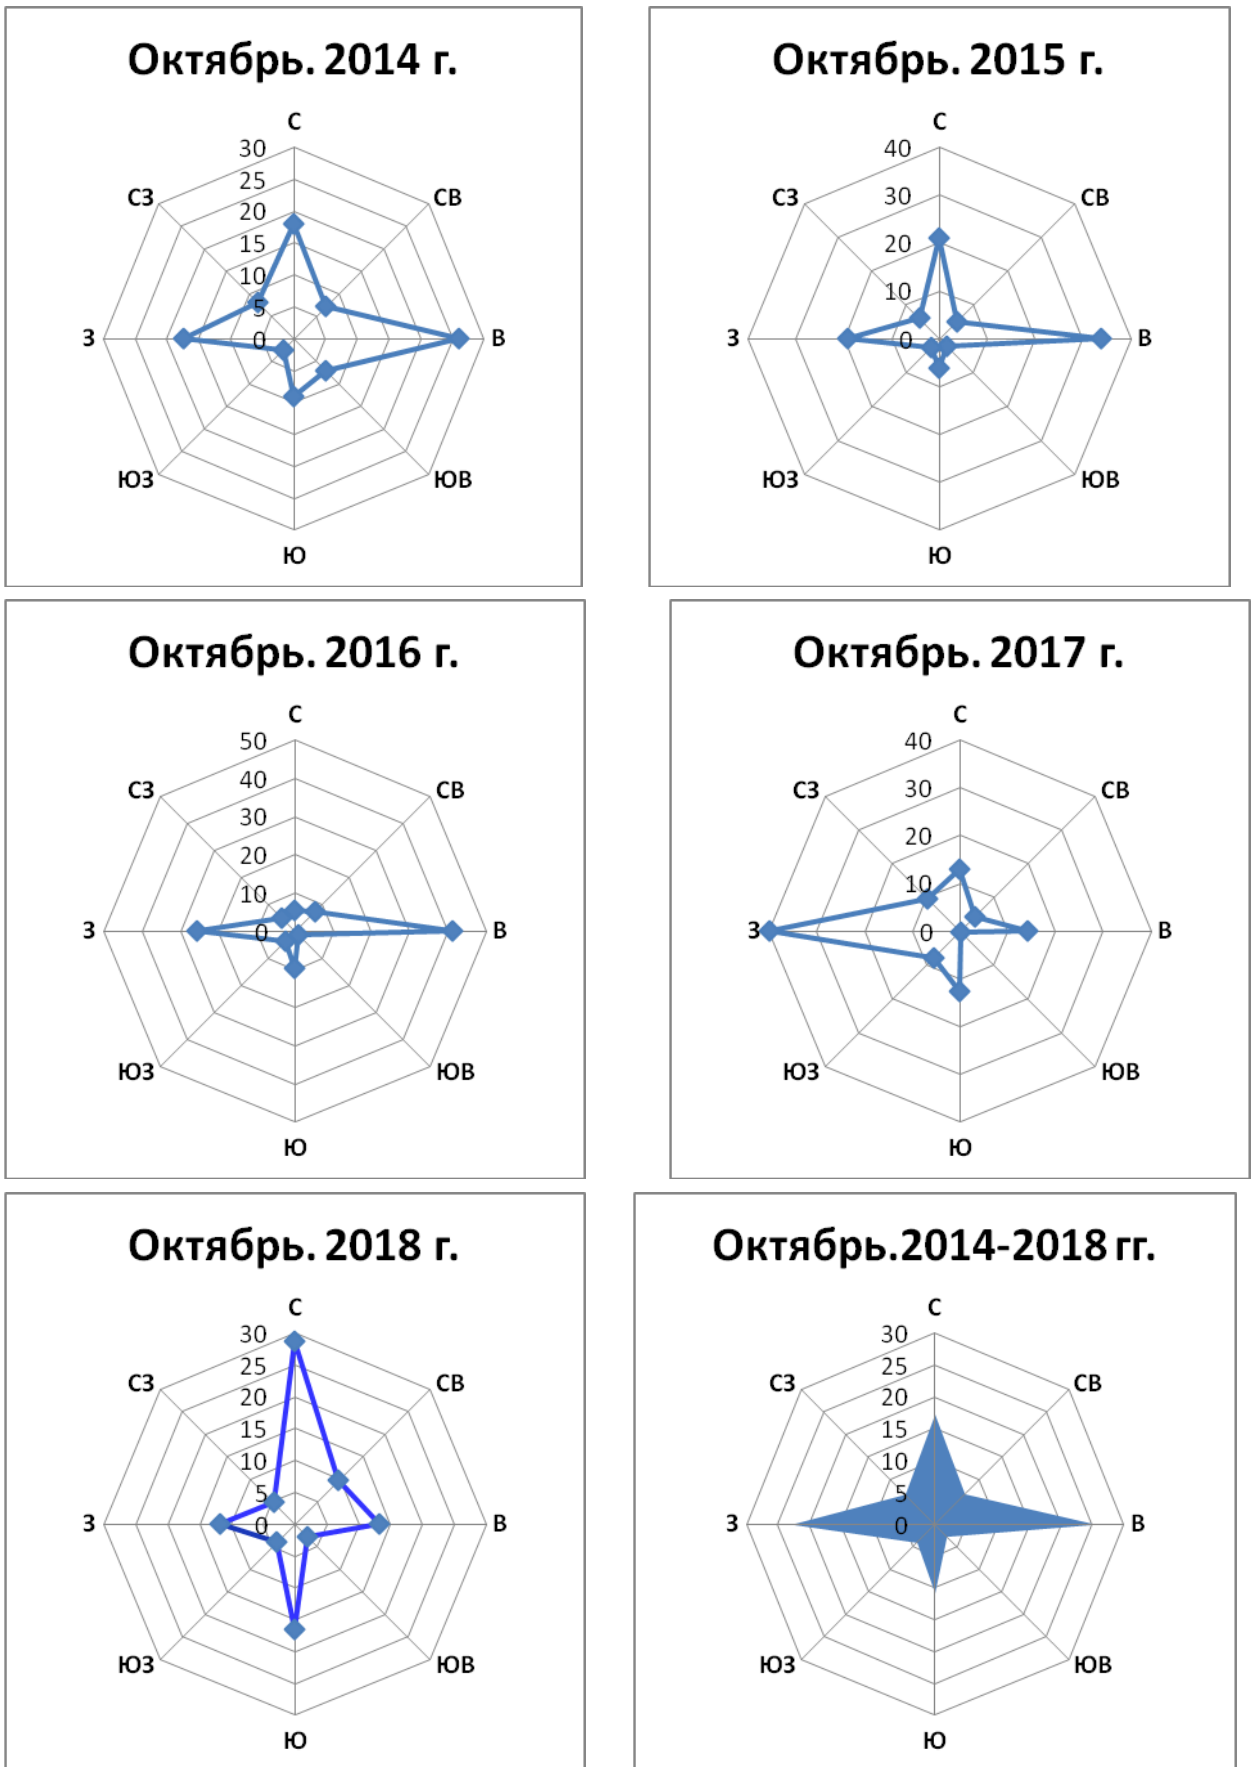 Октябрь. 2014 г.
С
30
25
20
15
10
5
0
СЗ
СВ
З
В
ЮЗ
ЮВ
Ю
Октябрь. 2015 г.
С
40
30
20
10
0
СЗ
СВ
З
В
ЮЗ
ЮВ
Ю
Октябрь. 2016 г.
С
50
40
30
20
10
0
СЗ
СВ
З
В
ЮЗ
ЮВ
Ю
Октябрь. 2017 г.
С
40
30
20
10
0
СЗ
СВ
З
В
ЮЗ
ЮВ
Ю
Октябрь. 2018 г.
С
30
25
20
15
10
5
0
СЗ
СВ
З
В
ЮЗ
ЮВ
Ю
Октябрь.2014-2018 гг.
С
30
25
20
15
10
5
0
СЗ
СВ
З
В
ЮЗ
ЮВ
Ю